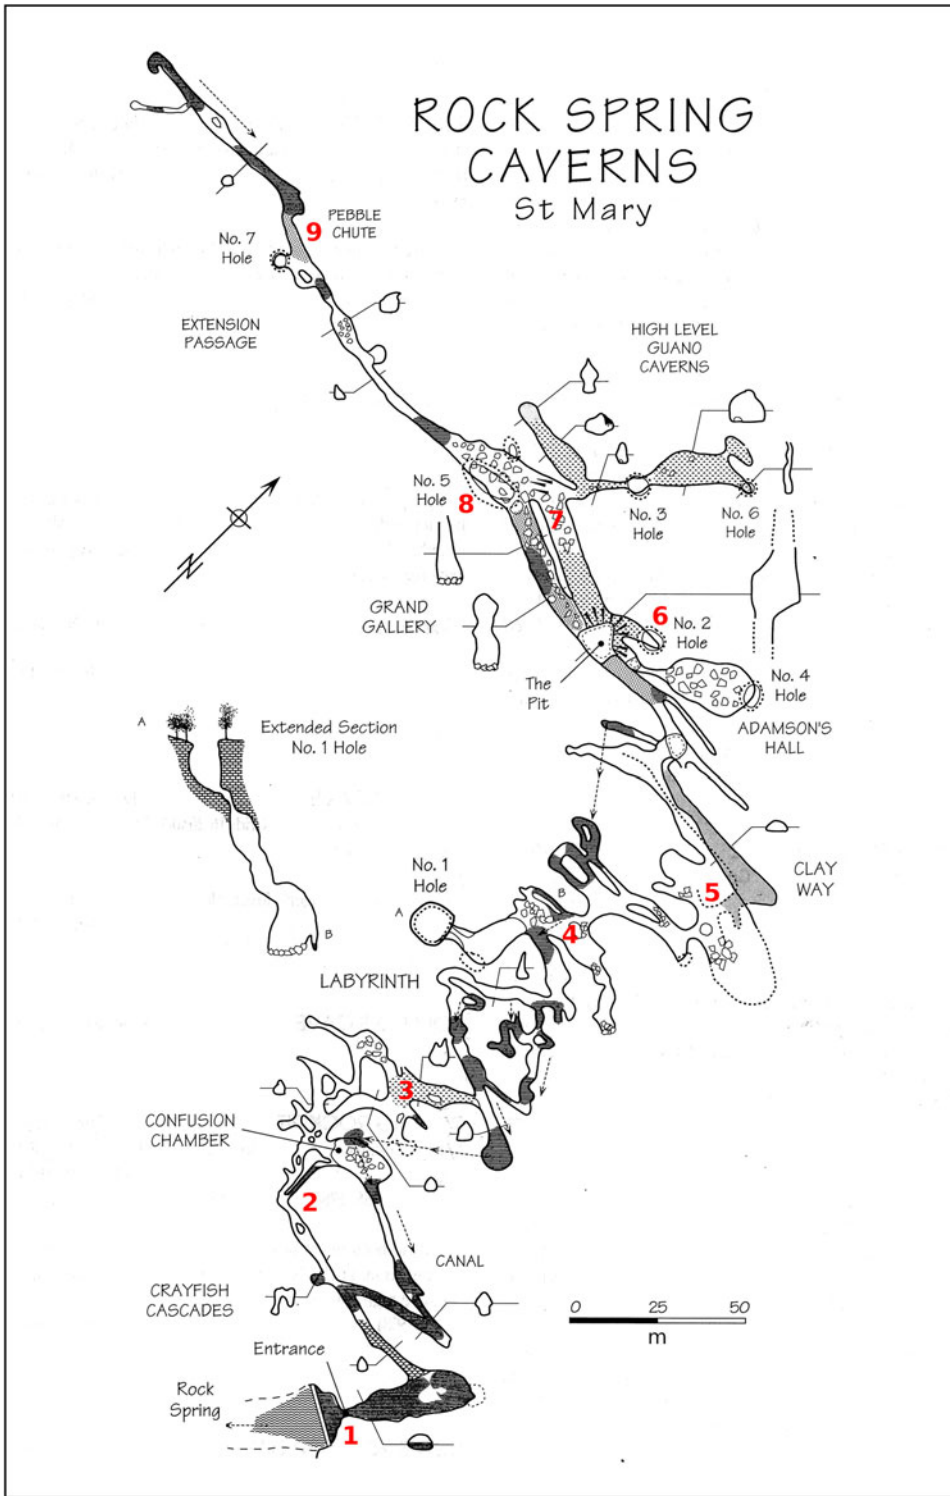 ROCK SPRING
CAVERNS
St Mary
9
PEBBLE
CHUTE
No. 7
Hole
EXTENSION
PASSAGE
HIGH LEVEL
GUANO
CAVERNS
No. 5
Hole
8
7
No. 3
Hole
No. 6
Hole
GRAND
GALLERY
6
No. 2
Hole
The
Pit
No. 4
Hole
ADAMSON'S
HALL
A
Extended Section
No. 1 Hole
B
CLAY
WAY
5
No. 1
Hole
A
B
4
LABYRINTH
3
CONFUSION
CHAMBER
2
CANAL
CRAYFISH
CASCADES
0 25 50
m
Entrance
Rock
Spring
1
N